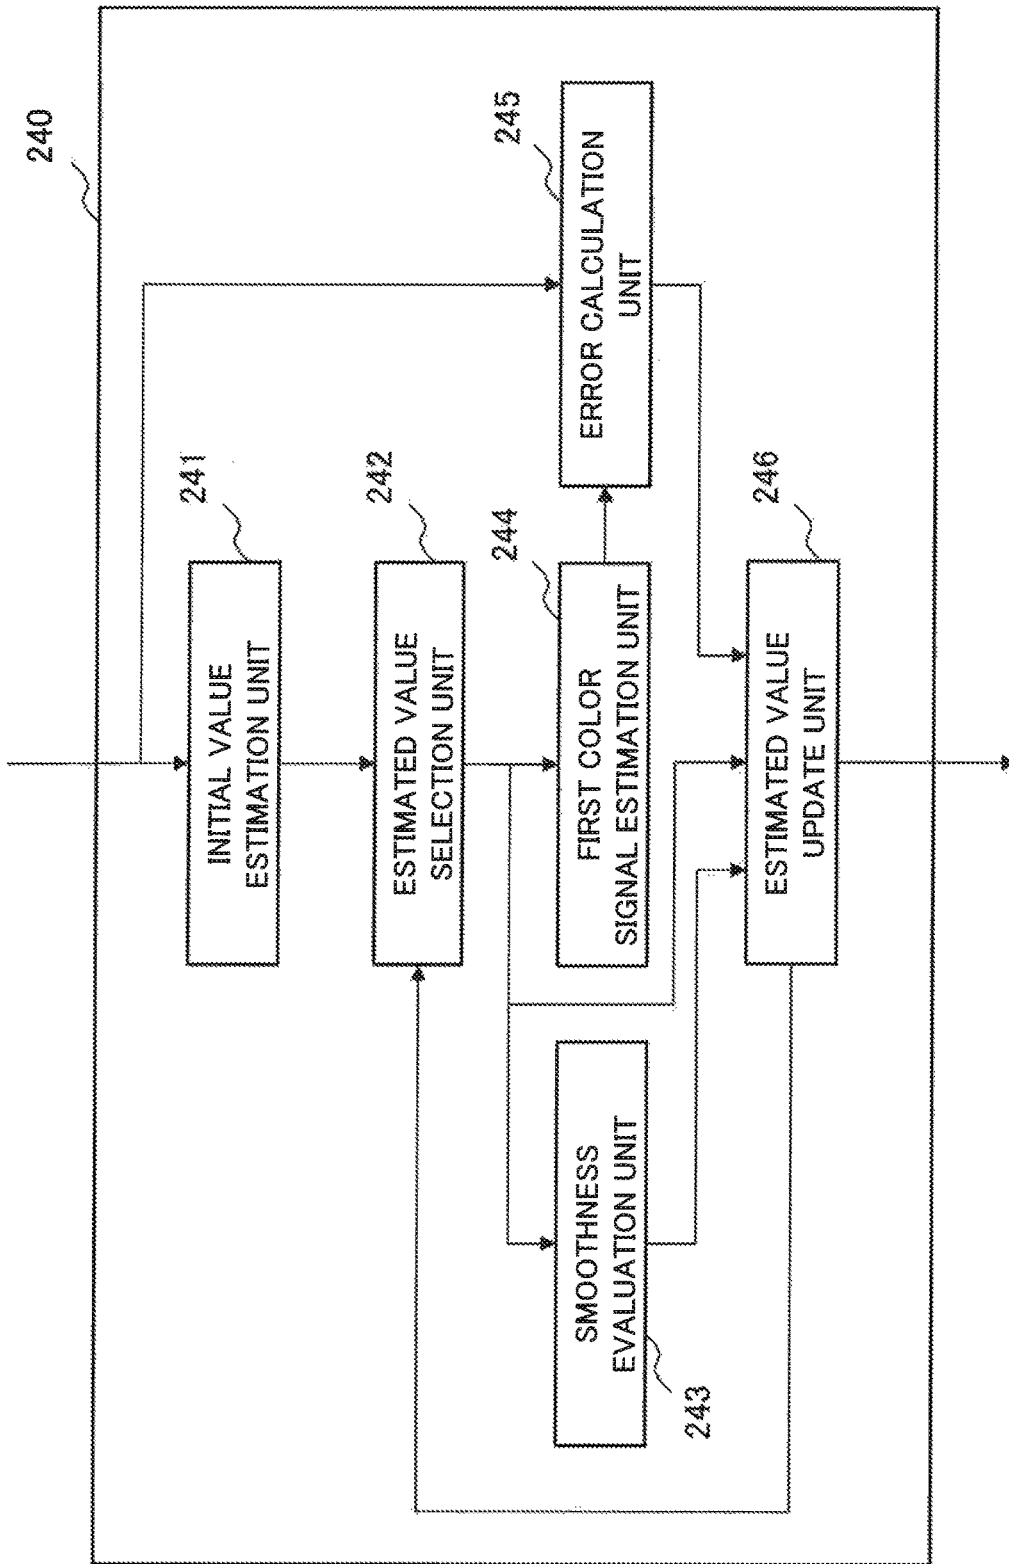 240
241
INITIAL VALUE
ESTIMATION UNIT
242
ESTIMATED VALUE
SELECTION UNIT
243
SMOOTHNESS
EVALUATION UNIT
244
FIRST COLOR
SIGNAL ESTIMATION UNIT
245
ERROR CALCULATION
UNIT
246
ESTIMATED VALUE
UPDATE UNIT